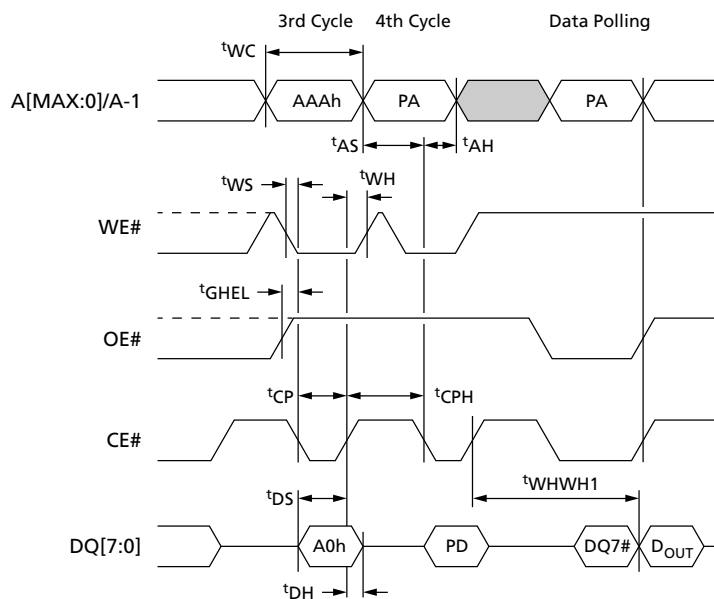 3rd Cycle 4th Cycle Data Polling
tWC
A[MAX:0]/A-1 AAAh PA PA
tAS tAH
tWS tWH
WE#
tGHEL
OE#
tCP tCPH
CE#
tWHWH1
tDS
DQ[7:0] A0h PD DQ7# DOUT
tDH